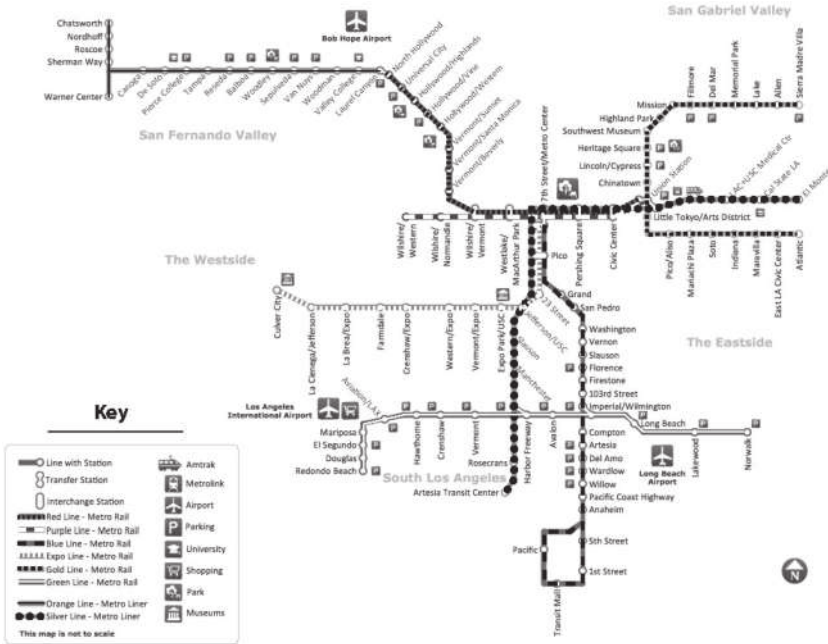 San Gabriel Valley
Chatsworth
Nordhoff
Roscoe
Sherman Way
Warner Center
Bob Hope Airport
Canoga
De Soto
Pierce College
Tampa
Reseda
Balboa
Woodley
Sepulveda
Van Nuys
Woodman
Valley College
Laurel Canyon
North Hollywood
Universal City
Hollywood/Highlands
Hollywood/Vine
Hollywood/Western
Vermont/Sunset
Vermont/Santa Monica
Vermont/Beverly
San Fernando Valley
Mission
Highland Park
Southwest Museum
Heritage Square
Lincoln/Cypress
Chinatown
Fillmore
Del Mar
Memorial Park
Lake
Allen
Sierra Madre Villa
7th Street/Metro Center
Union Station
LAC+USC Medical Ctr
Cal State LA
El Monte
Little Tokyo/Arts District
Wilshire/
Western
Wilshire/
Normandie
Wilshire/
Vermont
Westlake/
MacArthur Park
Pershing Square
Civic Center
Pico/Aliso
Mariachi Plaza
Soto
Indiana
Maravilla
East LA Civic Center
Atlantic
The Westside
Pico
Grand
San Pedro
23 Street
Jefferson/USC
Culver City
La Cienega/Jefferson
La Brea/Expo
Farmdale
Crenshaw/Expo
Western/Expo
Vermont/Expo
Expo Park/USC
Slauson
Manchester
Washington
Vernon
Slauson
Florence
Firestone
103rd Street
Imperial/Wilmington
The Eastside
Los Angeles
International Airport
Aviation/LAX
Mariposa
El Segundo
Douglas
Redondo Beach
Hawthorne
Crenshaw
Vermont
Harbor Freeway
Avalon
Long Beach
Lakewood
Norwalk
Long Beach
Airport
Rosecrans
South Los Angeles
Artesia Transit Center
Compton
Artesia
Del Amo
Wardlow
Willow
Pacific Coast Highway
Anaheim
5th Street
1st Street
Pacific
Transit Mall
Key
Line with Station
Transfer Station
Interchange Station
Red Line - Metro Rail
Purple Line - Metro Rail
Blue Line - Metro Rail
Expo Line - Metro Rail
Gold Line - Metro Rail
Green Line - Metro Rail
Orange Line - Metro Liner
Silver Line - Metro Liner
This map is not to scale
Amtrak
Metrolink
Airport
P Parking
University
Shopping
Park
Museums
N